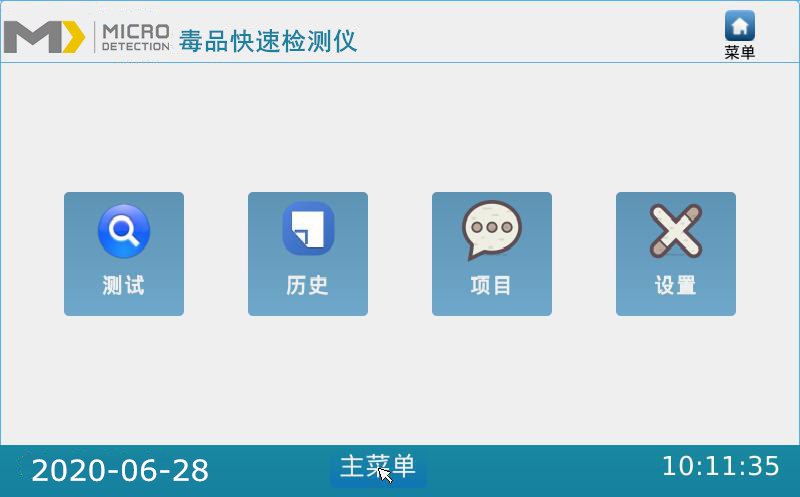 MICRO
DETECTION
毒品快速检测仪
菜单
测试
历史
项目
设置
2020-06-28
主菜单
10:11:35